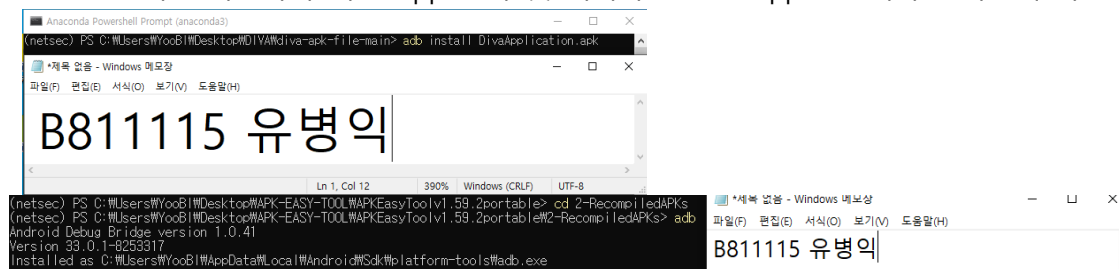 Anaconda Powershell Prompt (anaconda3)
(netsec) PS C:₩Users₩YooBI₩Desktop₩DIVA₩diva-apk-file-main> adb install DivaApplication.apk
*제목 없음 - Windows 메모장
파일(F) 편집(E) 서식(O) 보기(V) 도움말(H)
B811115 유병익
Ln 1, Col 12 390% Windows (CRLF) UTF-8
(netsec) PS C:₩Users₩YooBI₩Desktop₩APK-EASY-TOOL₩APKEasyToolv1.59.2portable> cd 2-RecompiledAPKs
(netsec) PS C:₩Users₩YooBI₩Desktop₩APK-EASY-TOOL₩APKEasyToolv1.59.2portable₩2-RecompiledAPKs> adb
Android Debug Bridge version 1.0.41
Version 33.0.1-8253317
Installed as C:₩Users₩YooBI₩AppData₩Local₩Android₩Sdk₩platform-tools₩adb.exe
*제목 없음 - Windows 메모장
파일(F) 편집(E) 서식(O) 보기(V) 도움말(H)
B811115 유병익